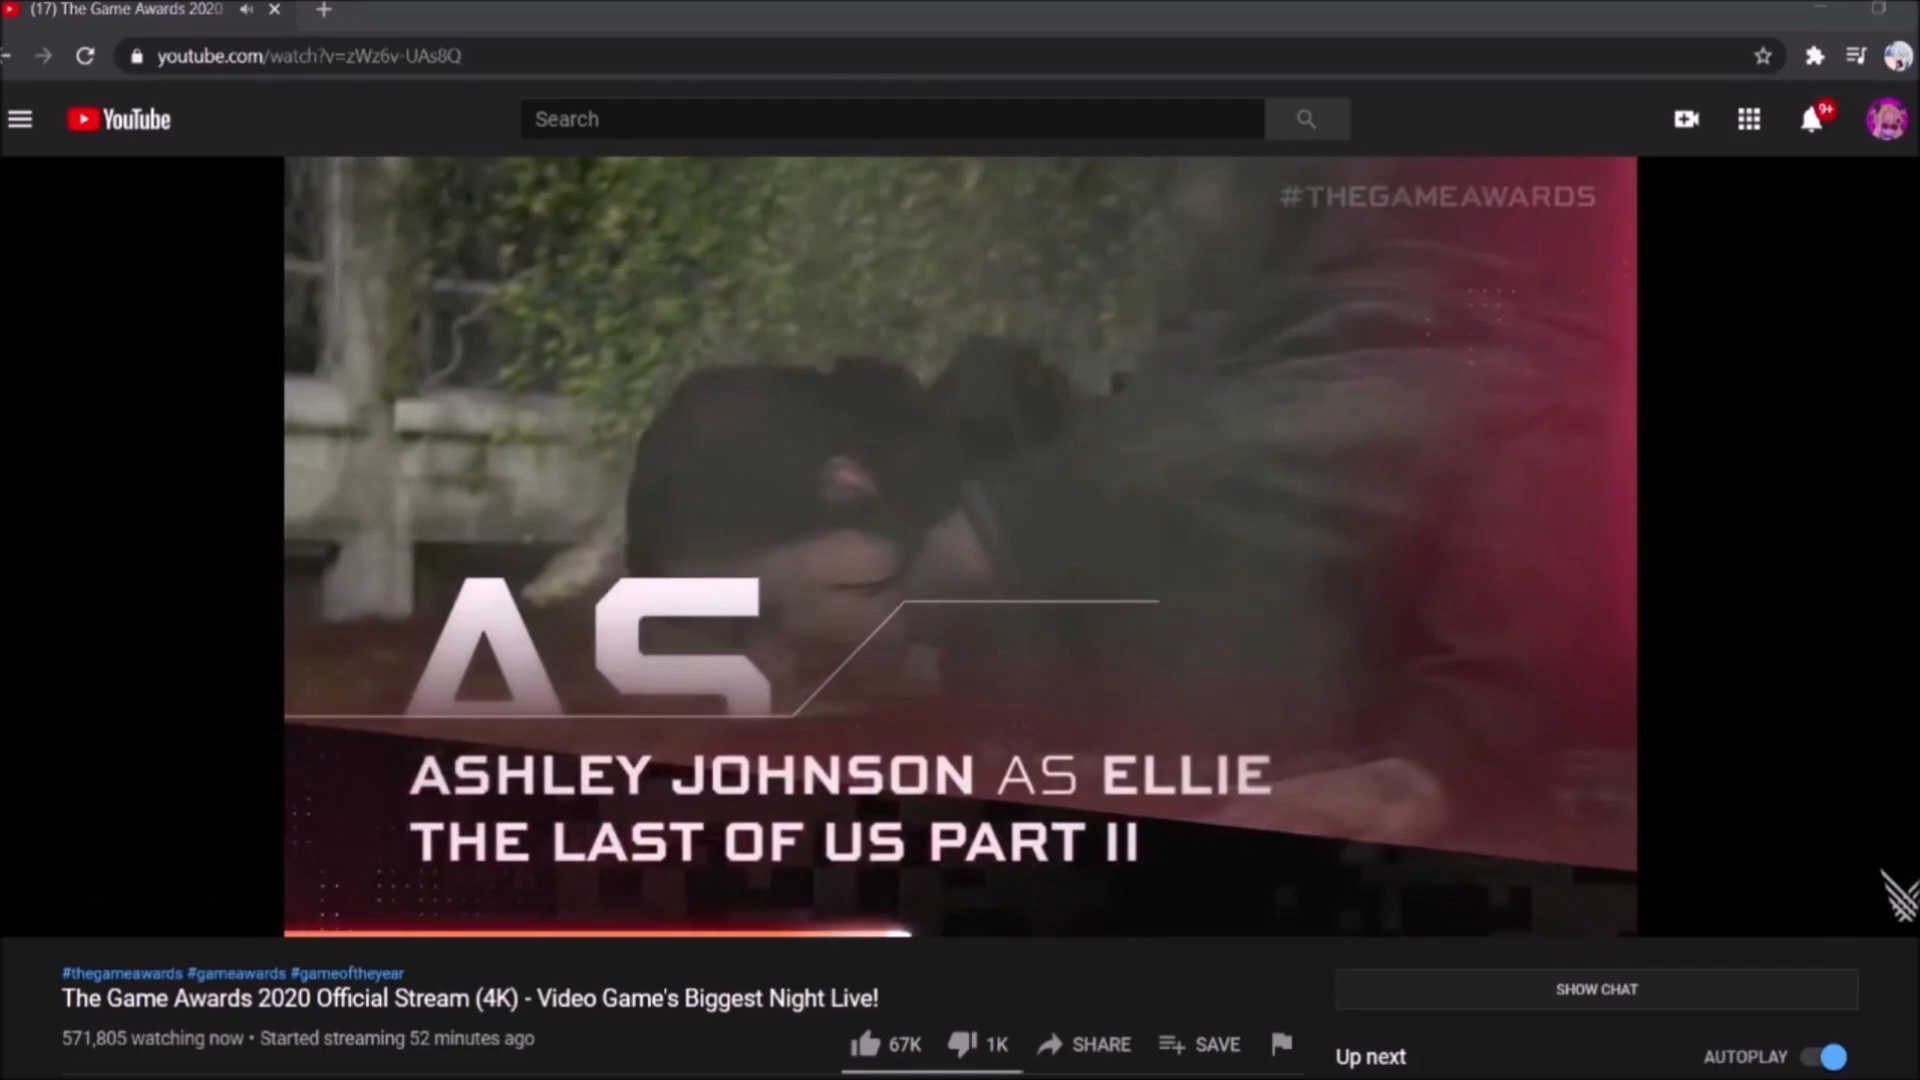 (17) The Game Awards 2020
youtube.com/watch?v=zWz6v-UAs8Q
YouTube
Search
9+
#THEGAMEAWARDS
AS
ASHLEY JOHNSON AS ELLIE
THE LAST OF US PART II
#thegameawards #gameawards #gameoftheyear
The Game Awards 2020 Official Stream (4K) - Video Game's Biggest Night Live!
571,805 watching now • Started streaming 52 minutes ago
67K 1K SHARE SAVE
SHOW CHAT
Up next
AUTOPLAY